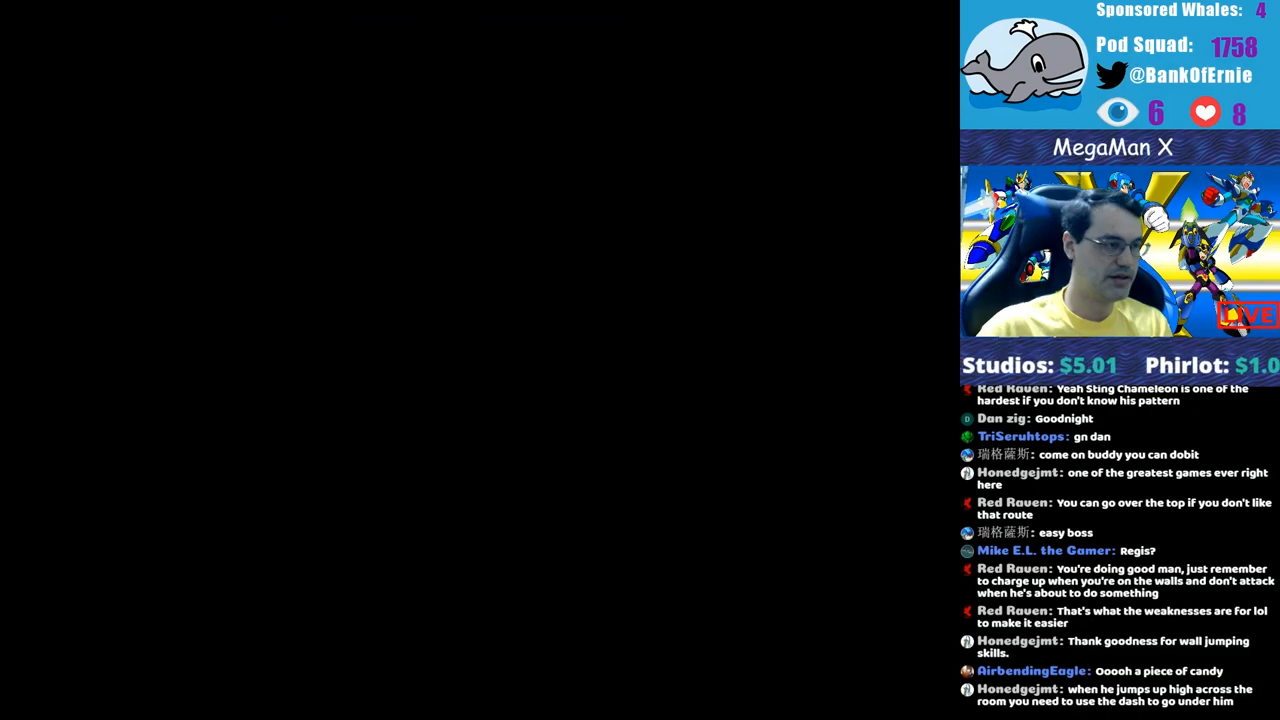 Sponsored Whales: 4
Pod Squad: 1758
@BankOfErnie
6 8
MegaMan X
LIVE
Studios: $5.01 Phirlot: $1.0
Red Raven: Yeah Sting Chameleon is one of the
hardest if you don't know his pattern
D Dan zig: Goodnight
TriSeruhtops: gn dan
瑞格薩斯: come on buddy you can dobit
Honedgejmt: one of the greatest games ever right
here
Red Raven: You can go over the top if you don't like
that route
瑞格薩斯: easy boss
Mike E.L. the Gamer: Regis?
Red Raven: You're doing good man, just remember
to charge up when you're on the walls and don't attack
when he's about to do something
Red Raven: That's what the weaknesses are for lol
to make it easier
Honedgejmt: Thank goodness for wall jumping
skills.
AirbendingEagle: Ooooh a piece of candy
Honedgejmt: when he jumps up high across the
room you need to use the dash to go under him